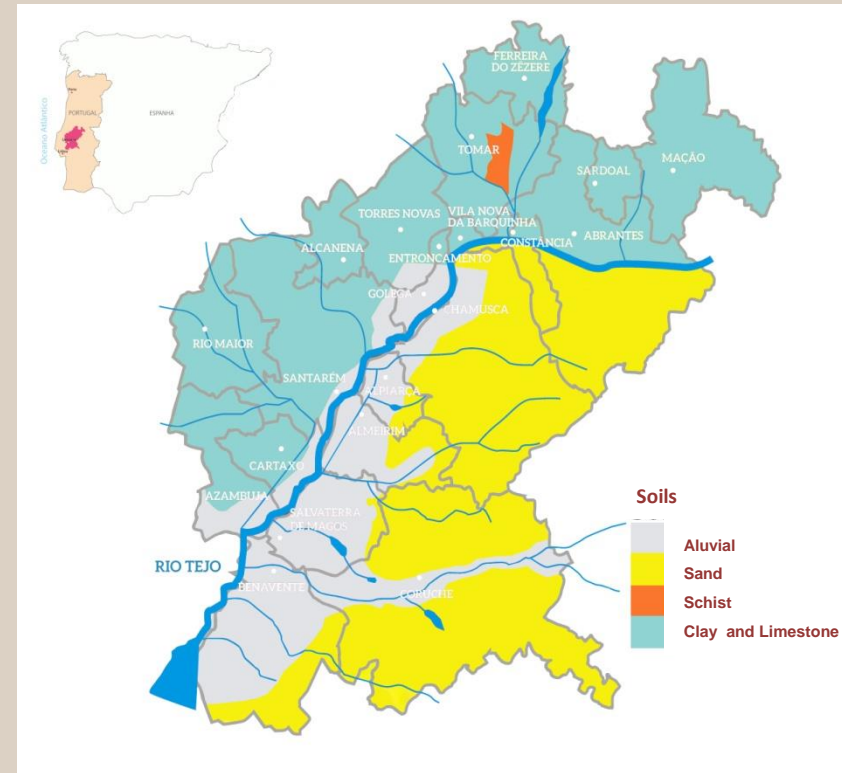 Oceano Atlântico
PORTUGAL
ESPANHA
FERREIRA
DO ZÊZERE
TOMAR
SARDOAL
MAÇÃO
TORRES NOVAS
VILA NOVA
DA BARQUINHA
CONSTÂNCIA
ABRANTES
ALCANENA
ENTRONCAMENTO
GOLEGÃ
CHAMUSCA
RIO MAIOR
SANTARÉM
ALPIARÇA
ALMEIRIM
CARTAXO
AZAMBUJA
SALVATERRA
DE MAGOS
RIO TEJO
BENAVENTE
CORUCHE
Soils
Aluvial
Sand
Schist
Clay and Limestone